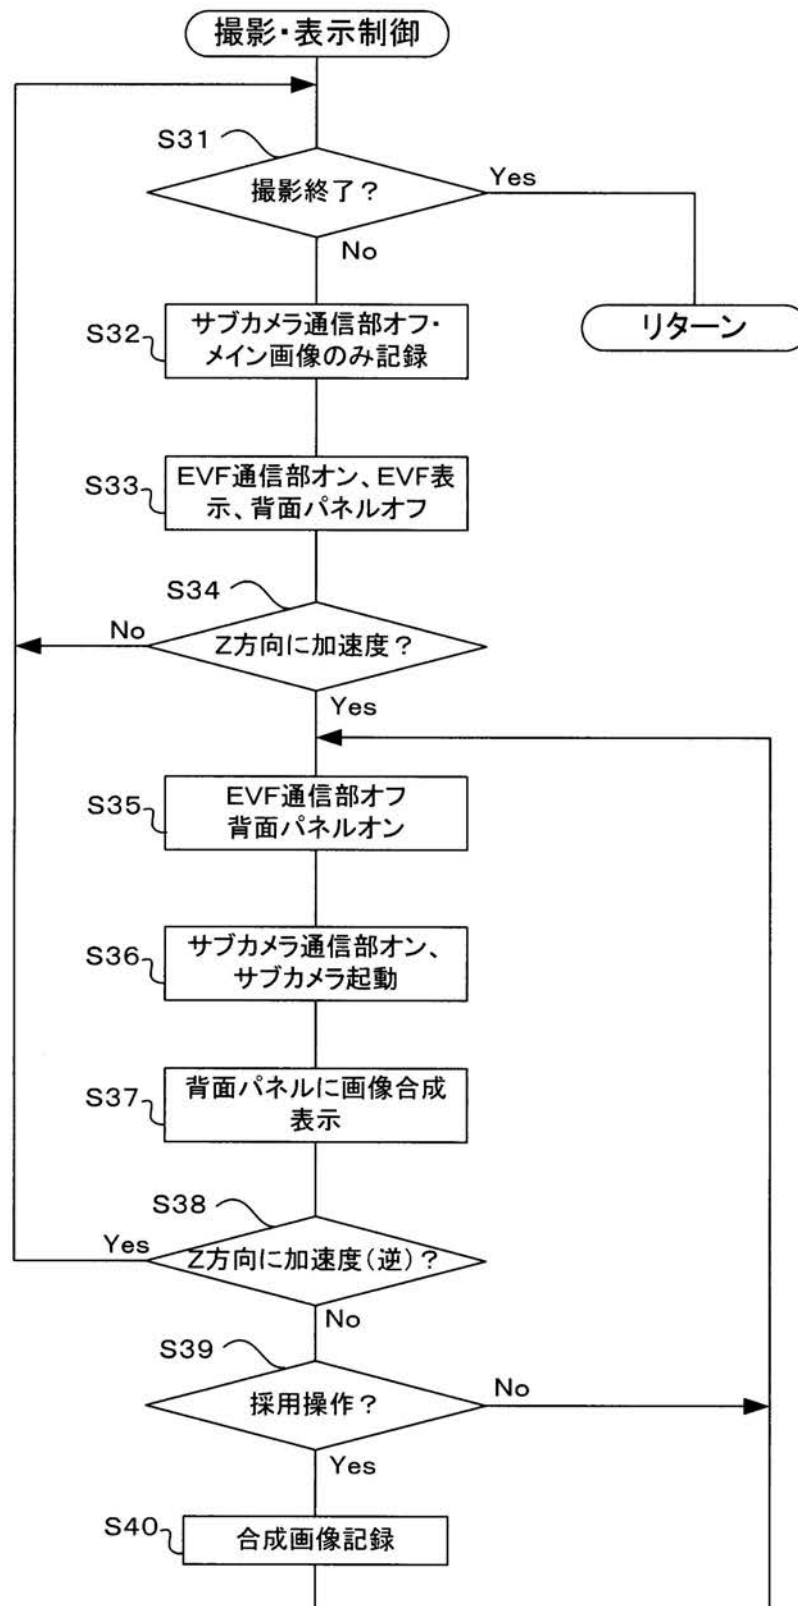 撮影・表示制御
S31
撮影終了？
Yes
No
リターン
S32
サブカメラ通信部オフ・
メイン画像のみ記録
S33
EVF通信部オン、EVF表
示、背面パネルオフ
S34
No
Z方向に加速度？
Yes
S35
EVF通信部オフ
背面パネルオン
S36
サブカメラ通信部オン、
サブカメラ起動
S37
背面パネルに画像合成
表示
S38
Yes
Z方向に加速度（逆）？
No
S39
採用操作？
No
Yes
S40
合成画像記録